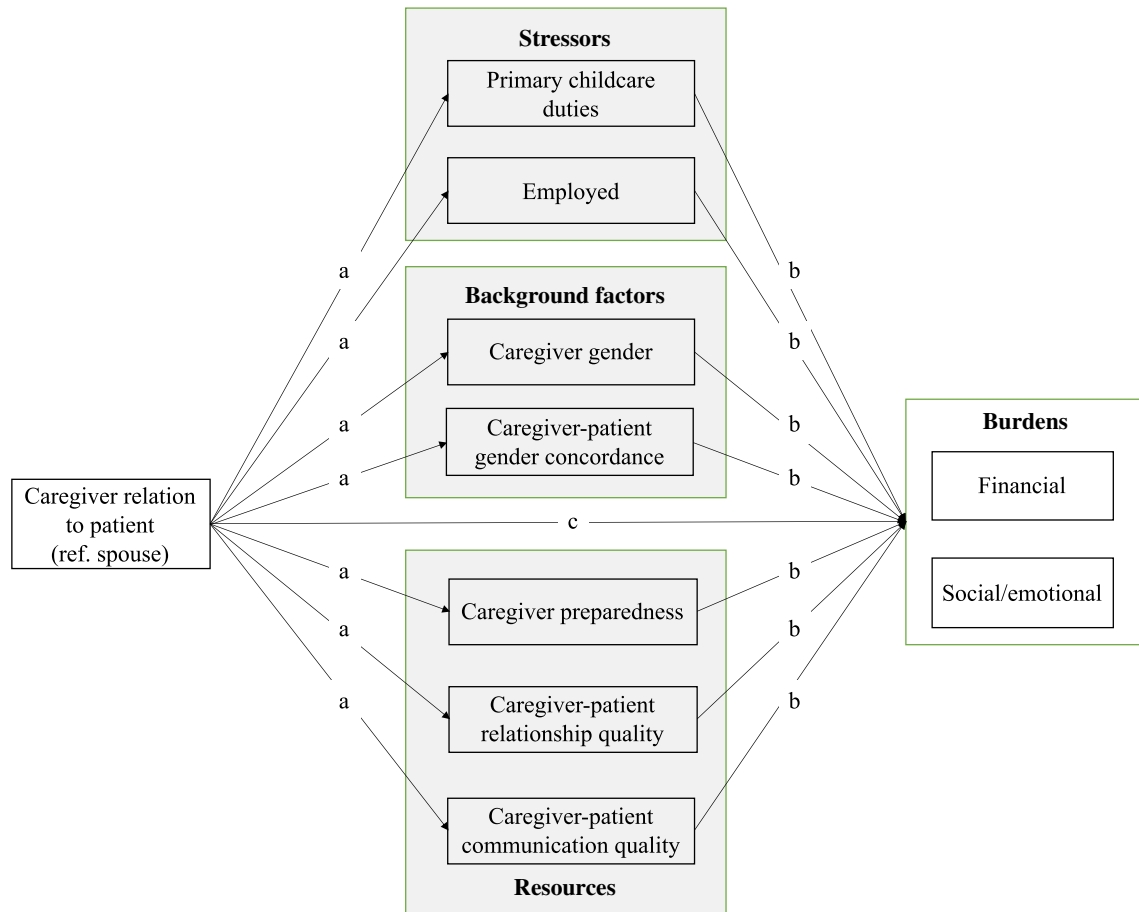 Stressors
Primary childcare
duties
Employed
a
b
Background factors
a
b
Caregiver gender
a
b
Caregiver-patient
gender concordance
a
b
Burdens
Financial
Social/emotional
Caregiver relation
to patient
(ref. spouse)
c
a
b
Caregiver preparedness
a
b
Caregiver-patient
relationship quality
a
b
Caregiver-patient
communication quality
Resources